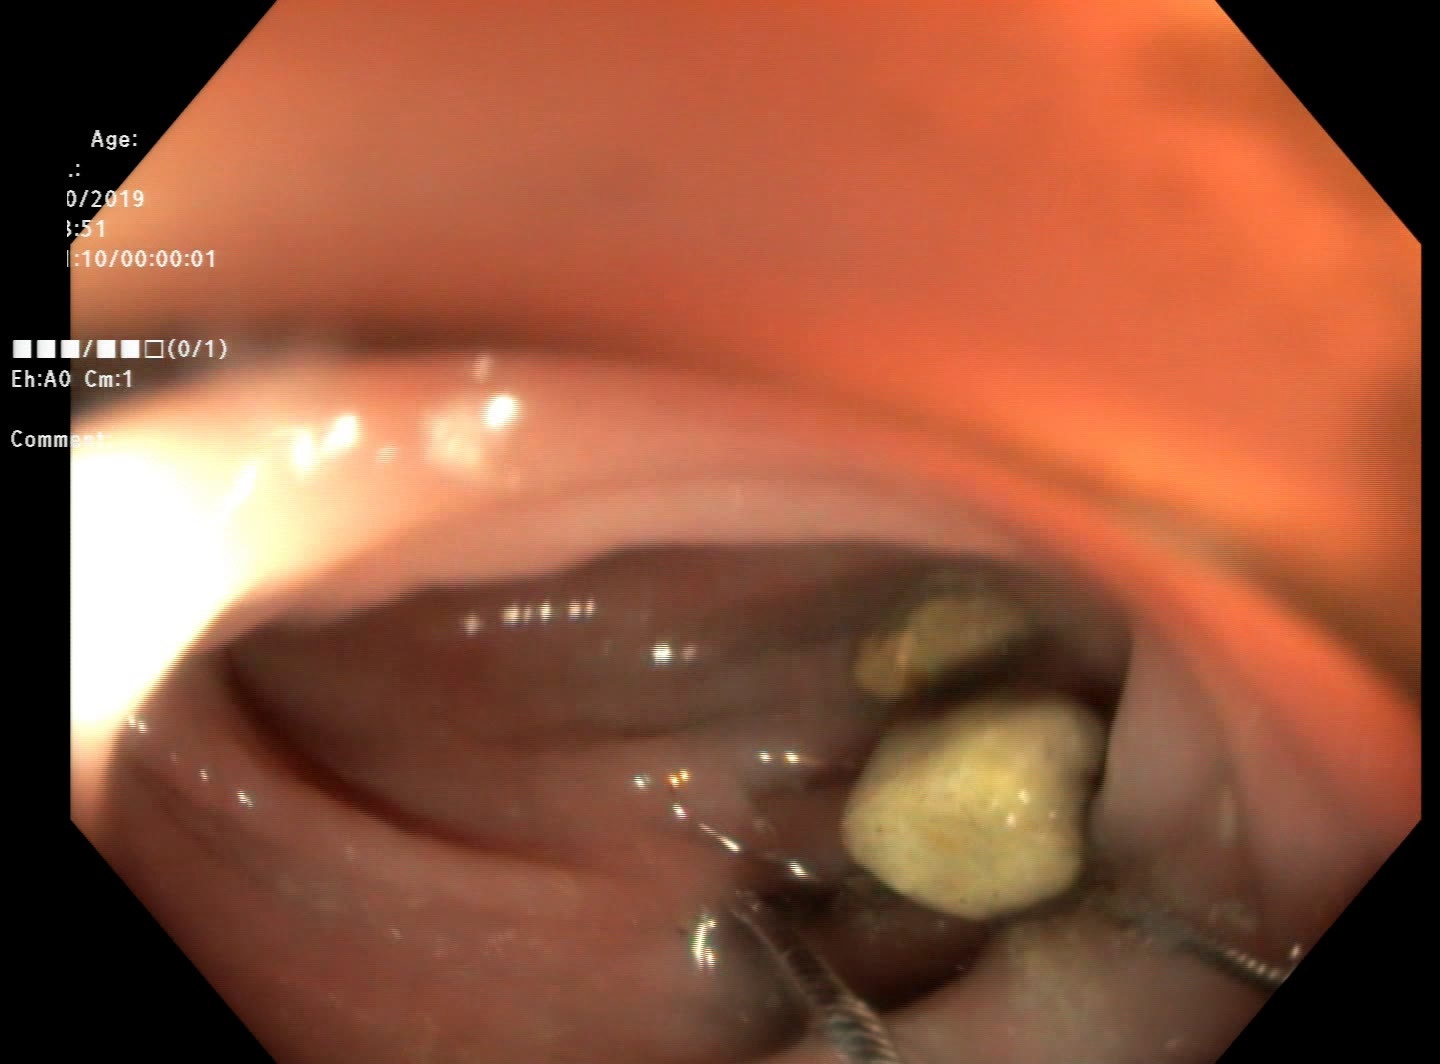 Age:
.:
0/2019
:51
:10/00:00:01
■■■/■■□(0/1)
Eh:A0 Cm:1
Comment: